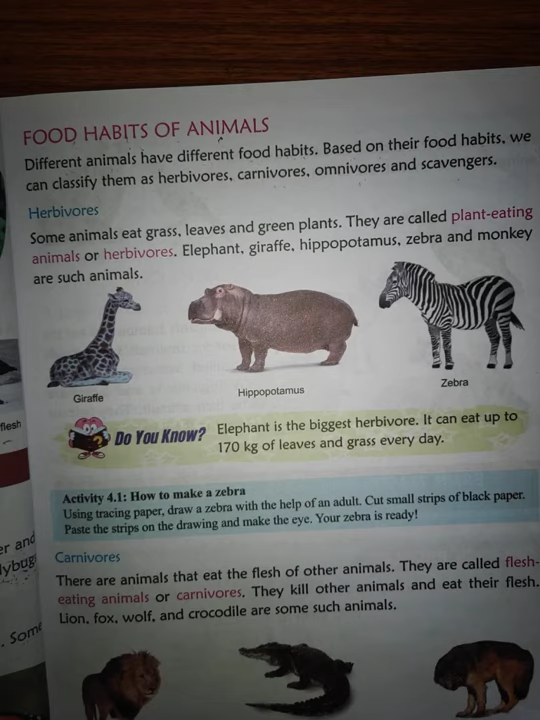 FOOD HABITS OF ANIMALS
Different animals have different food habits. Based on their food habits, we
can classify them as herbivores, carnivores, omnivores and scavengers.
Herbivores
Some animals eat grass, leaves and green plants. They are called plant-eating
animals or herbivores. Elephant, giraffe, hippopotamus, zebra and monkey
are such animals.
Giraffe
Hippopotamus
Zebra
Do You Know?
Elephant is the biggest herbivore. It can eat up to
170 kg of leaves and grass every day.
Activity 4.1: How to make a zebra
Using tracing paper, draw a zebra with the help of an adult. Cut small strips of black paper.
Paste the strips on the drawing and make the eye. Your zebra is ready!
Carnivores
There are animals that eat the flesh of other animals. They are called flesh-
eating animals or carnivores. They kill other animals and eat their flesh.
Lion, fox, wolf, and crocodile are some such animals.
flesh
and
. Some